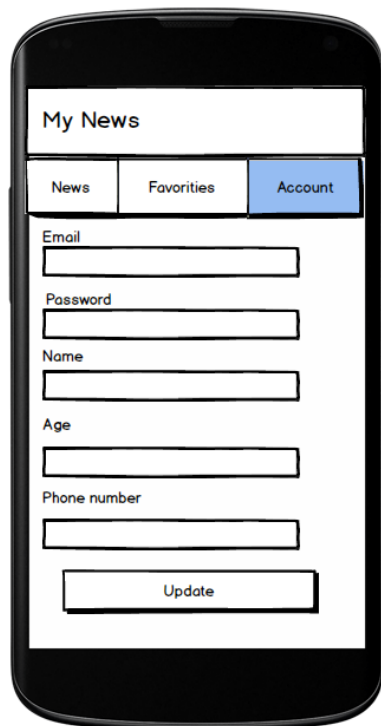 My News
News Favorities Account
Email
Password
Name
Age
Phone number
Update